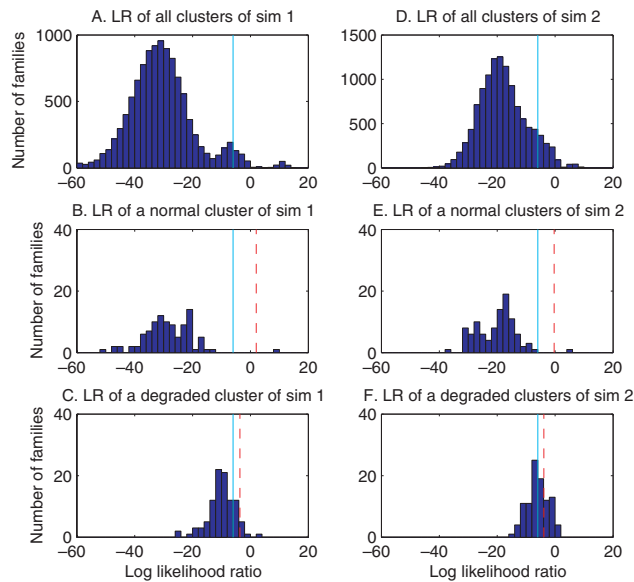 A. LR of all clusters of sim 1
Number of families
1000
500
0
−60 −40 −20 0 20
D. LR of all clusters of sim 2
1500
1000
500
0
−60 −40 −20 0 20
B. LR of a normal cluster of sim 1
Number of families
40
20
0
−60 −40 −20 0 20
E. LR of a normal clusters of sim 2
40
20
0
−60 −40 −20 0 20
C. LR of a degraded cluster of sim 1
Number of families
40
20
0
−60 −40 −20 0 20
Log likelihood ratio
F. LR of a degraded clusters of sim 2
40
20
0
−60 −40 −20 0 20
Log likelihood ratio